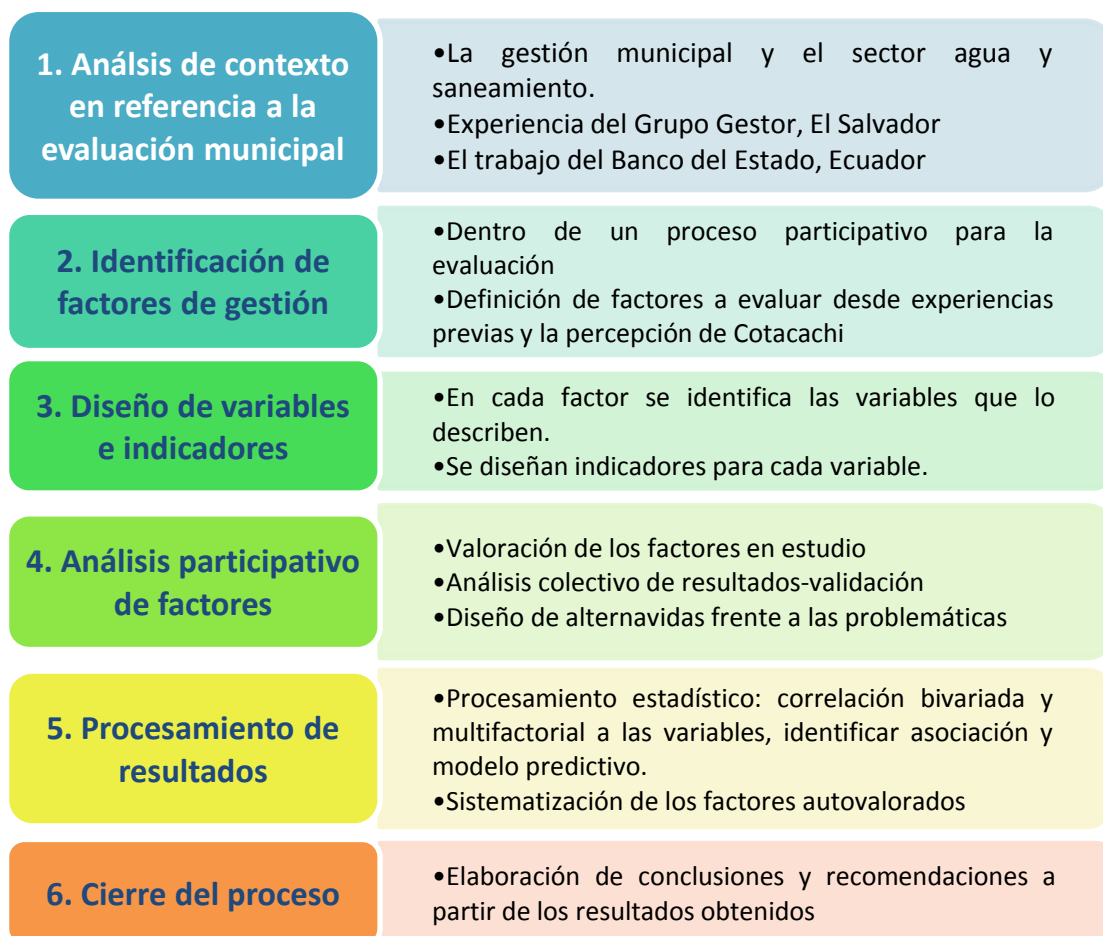 1. Análsis de contexto
en referencia a la
evaluación municipal
•La gestión municipal y el sector agua y
saneamiento.
•Experiencia del Grupo Gestor, El Salvador
•El trabajo del Banco del Estado, Ecuador
2. Identificación de
factores de gestión
•Dentro de un proceso participativo para la
evaluación
•Definición de factores a evaluar desde experiencias
previas y la percepción de Cotacachi
3. Diseño de variables
e indicadores
•En cada factor se identifica las variables que lo
describen.
•Se diseñan indicadores para cada variable.
4. Análisis participativo
de factores
•Valoración de los factores en estudio
•Análisis colectivo de resultados-validación
•Diseño de alternavidas frente a las problemáticas
5. Procesamiento de
resultados
•Procesamiento estadístico: correlación bivariada y
multifactorial a las variables, identificar asociación y
modelo predictivo.
•Sistematización de los factores autovalorados
6. Cierre del proceso
•Elaboración de conclusiones y recomendaciones a
partir de los resultados obtenidos